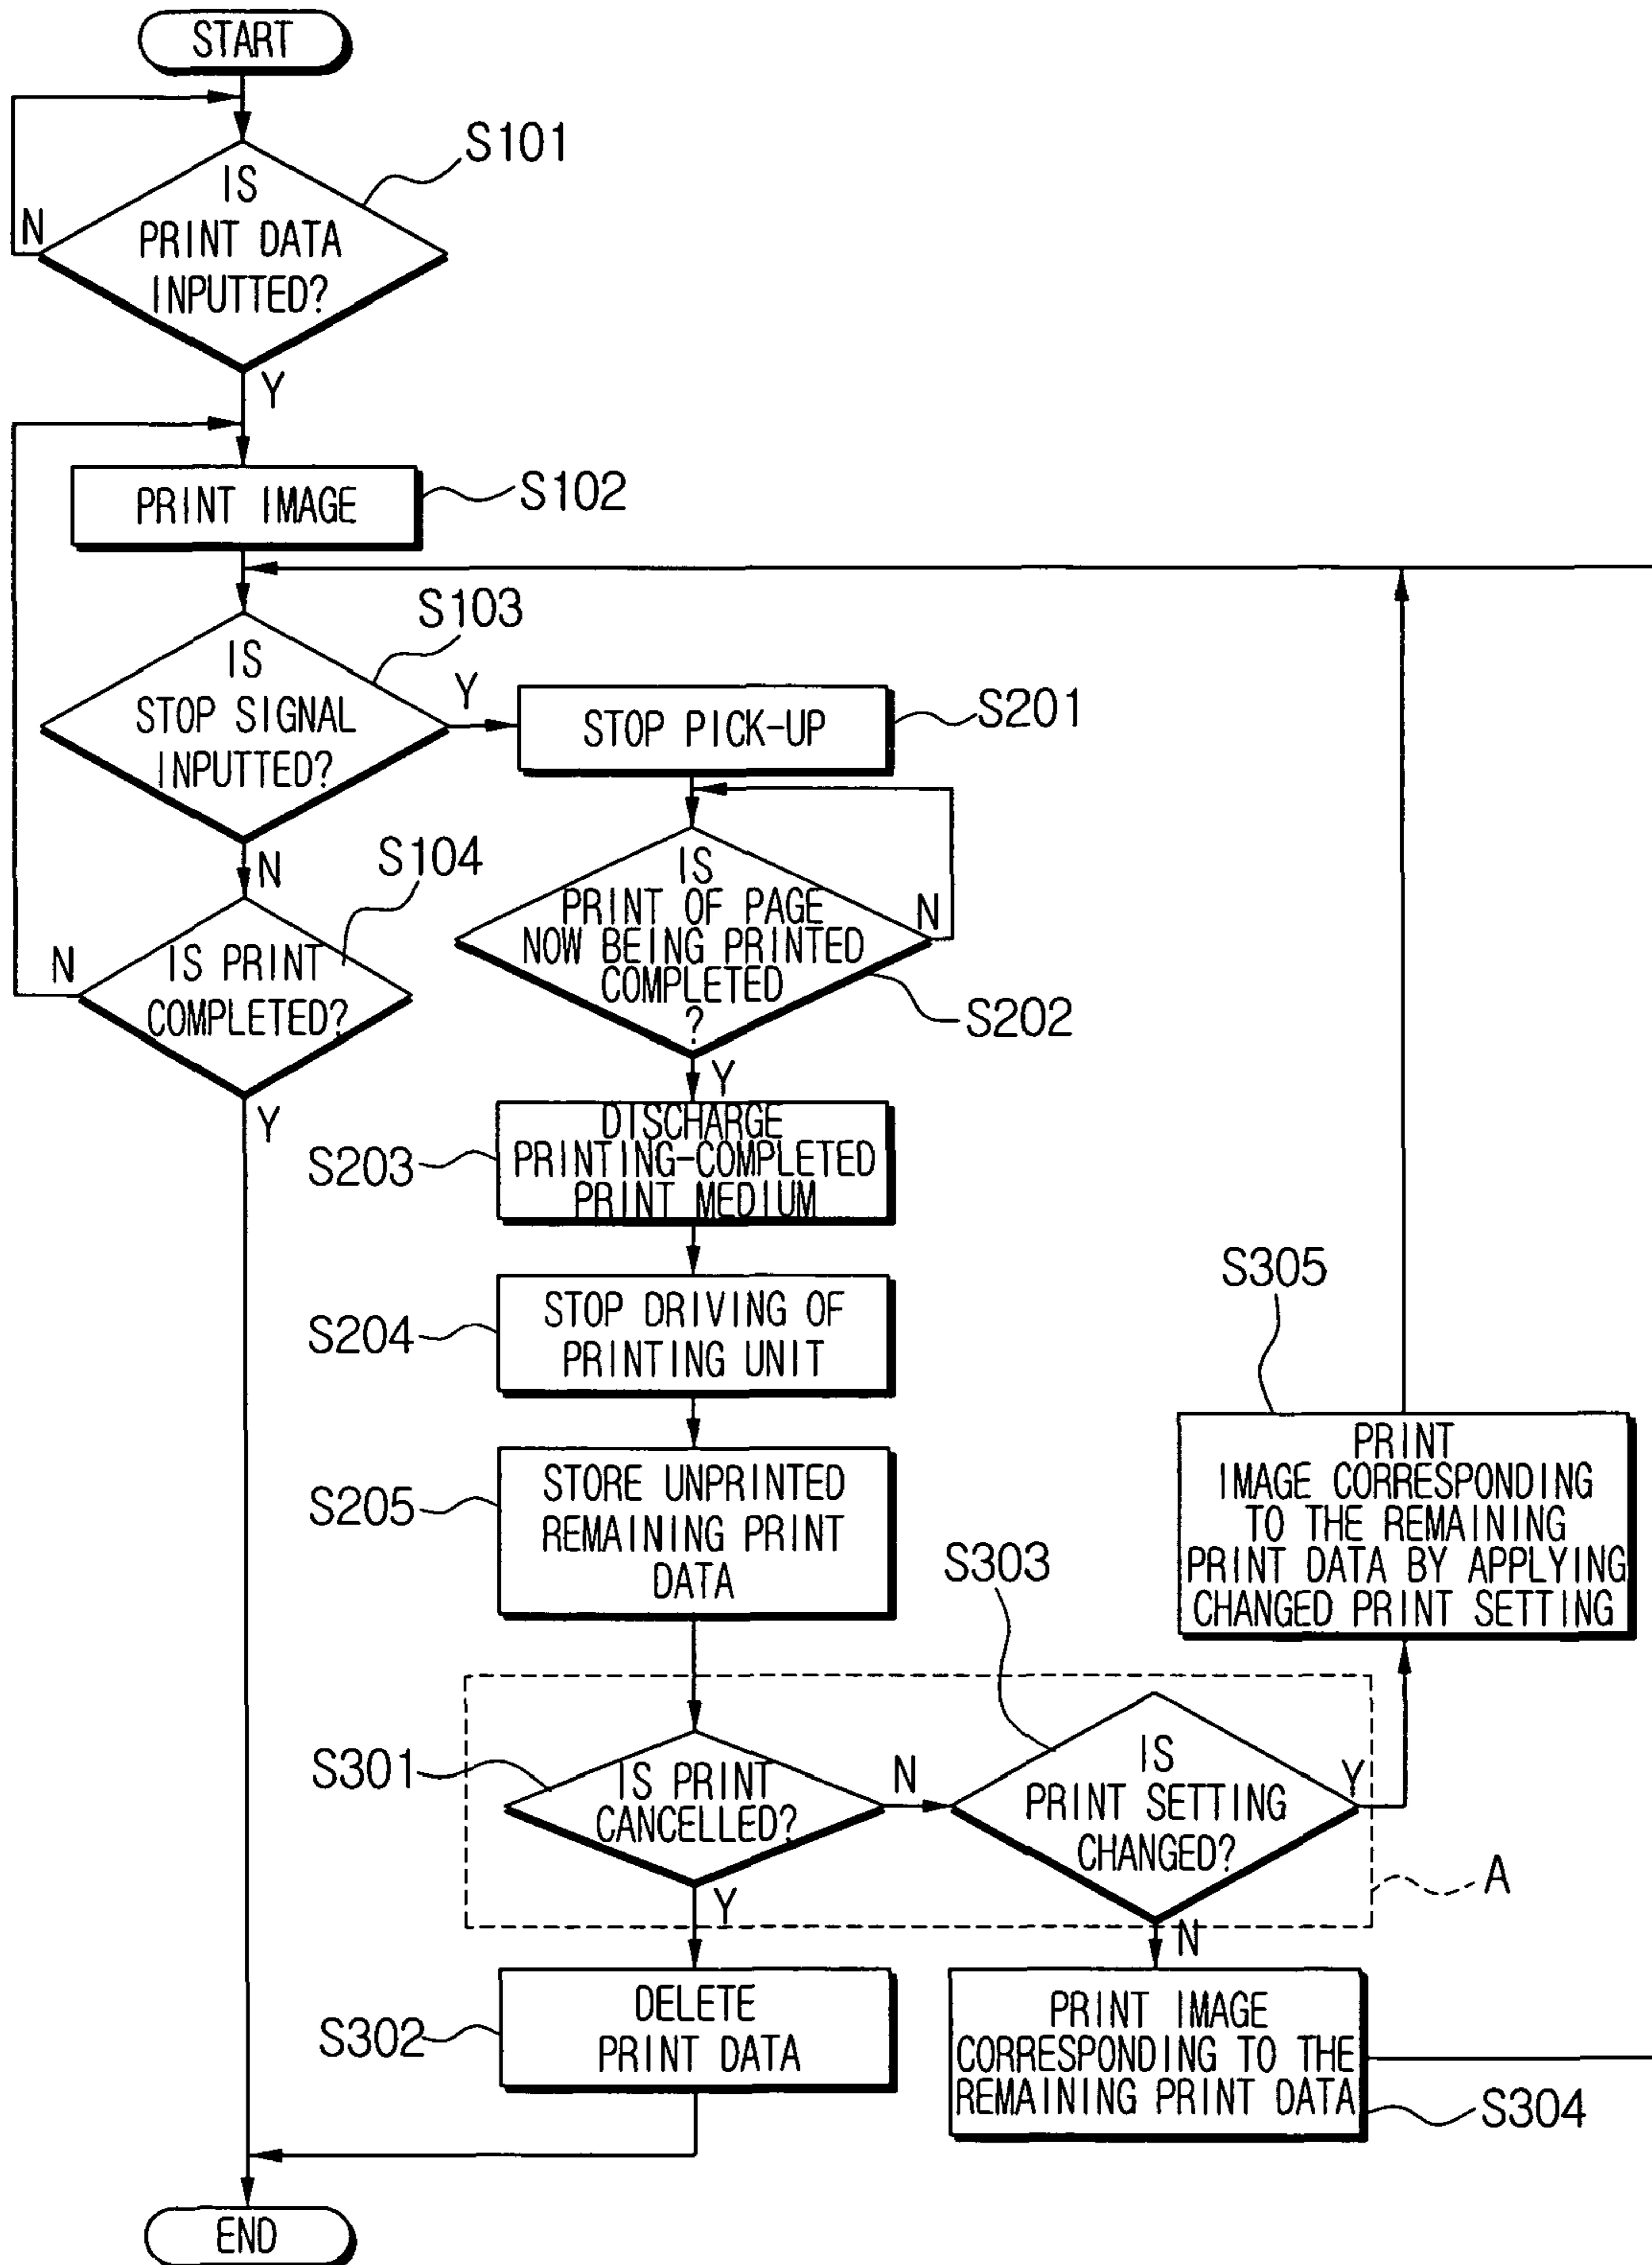 START
S101
IS
PRINT DATA
INPUTTED?
N
Y
PRINT IMAGE
S102
S103
IS
STOP SIGNAL
INPUTTED?
Y
N
STOP PICK-UP
S201
S104
IS PRINT
COMPLETED?
N
Y
IS
PRINT OF PAGE
NOW BEING PRINTED
COMPLETED
?
N
S202
Y
DISCHARGE
PRINTING-COMPLETED
PRINT MEDIUM
S203
STOP DRIVING OF
PRINTING UNIT
S204
STORE UNPRINTED
REMAINING PRINT
DATA
S205
S305
PRINT
IMAGE CORRESPONDING
TO THE REMAINING
PRINT DATA BY APPLYING
CHANGED PRINT SETTING
S303
S301
IS PRINT
CANCELLED?
N
Y
IS
PRINT SETTING
CHANGED?
Y
N
A
S302
DELETE
PRINT DATA
PRINT IMAGE
CORRESPONDING TO THE
REMAINING PRINT DATA
S304
END